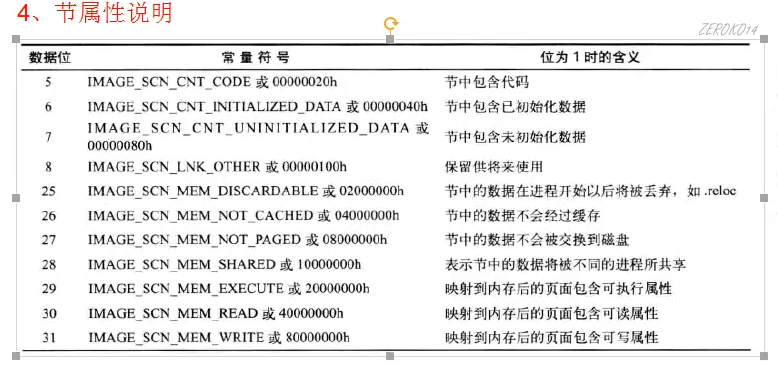 4、节属性说明
ZEROK014
数据位 常量符号 位为1时的含义
5 IMAGE_SCN_CNT_CODE 或 00000020h 节中包含代码
6 IMAGE_SCN_CNT_INITIALIZED_DATA 或 00000040h 节中包含已初始化数据
7 IMAGE_SCN_CNT_UNINITIALIZED_DATA 或 节中包含未初始化数据
00000080h
8 IMAGE_SCN_LNK_OTHER 或 00000100h 保留供将来使用
25 IMAGE_SCN_MEM_DISCARDABLE 或 02000000h 节中的数据在进程开始以后将被丢弃，如 .reloc
26 IMAGE_SCN_MEM_NOT_CACHED 或 04000000h 节中的数据不会经过缓存
27 IMAGE_SCN_MEM_NOT_PAGED 或 08000000h 节中的数据不会被交换到磁盘
28 IMAGE_SCN_MEM_SHARED 或 10000000h 表示节中的数据将被不同的进程所共享
29 IMAGE_SCN_MEM_EXECUTE 或 20000000h 映射到内存后的页面包含可执行属性
30 IMAGE_SCN_MEM_READ 或 40000000h 映射到内存后的页面包含可读属性
31 IMAGE_SCN_MEM_WRITE 或 80000000h 映射到内存后的页面包含可写属性